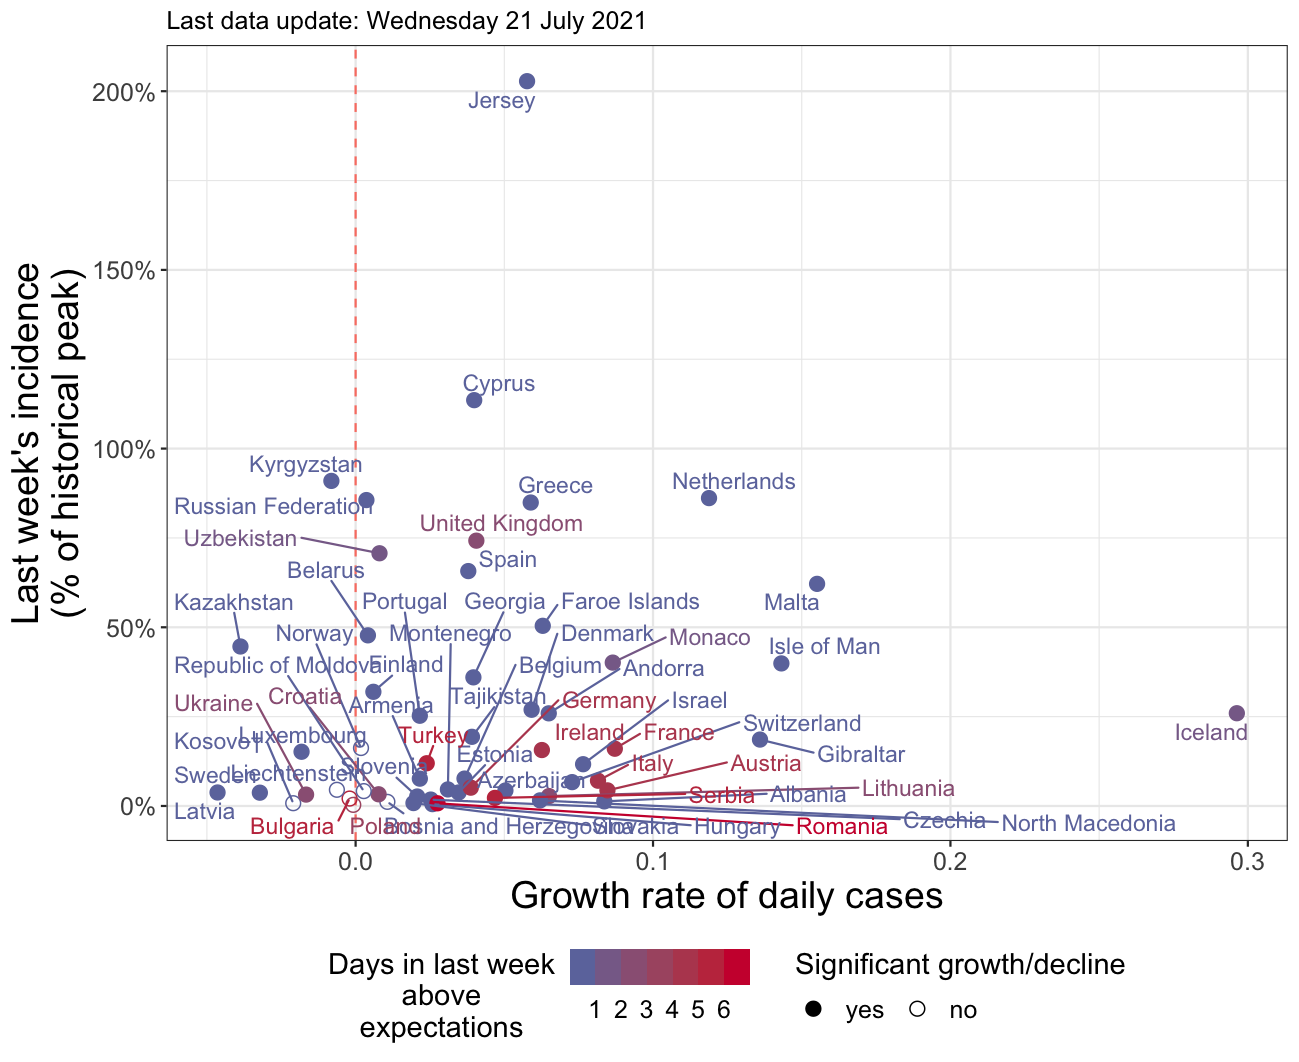 Last data update: Wednesday 21 July 2021
Last week's incidence
(% of historical peak)
200%
150%
100%
50%
0%
Jersey
Cyprus
Kyrgyzstan
Netherlands
Greece
Russian Federation
United Kingdom
Uzbekistan
Spain
Belarus
Kazakhstan
Portugal
Georgia
Faroe Islands
Malta
Norway
Montenegro
Denmark
Monaco
Isle of Man
Republic of Moldova
Finland
Belgium
Andorra
Ukraine
Croatia
Armenia
Tajikistan
Germany
Israel
Switzerland
Iceland
Kosovo†
Luxembourg
Turkey
Ireland
France
Gibraltar
Estonia
Sweden
Liechtenstein
Slovenia
Azerbaijan
Italy
Austria
Serbia
Albania
Lithuania
Latvia
Bulgaria
Poland
Bosnia and Herzegovina
Slovakia
Hungary
Romania
Czechia
North Macedonia
0.0
0.1
0.2
0.3
Growth rate of daily cases
Days in last week
above
expectations
1 2 3 4 5 6
Significant growth/decline
yes
no